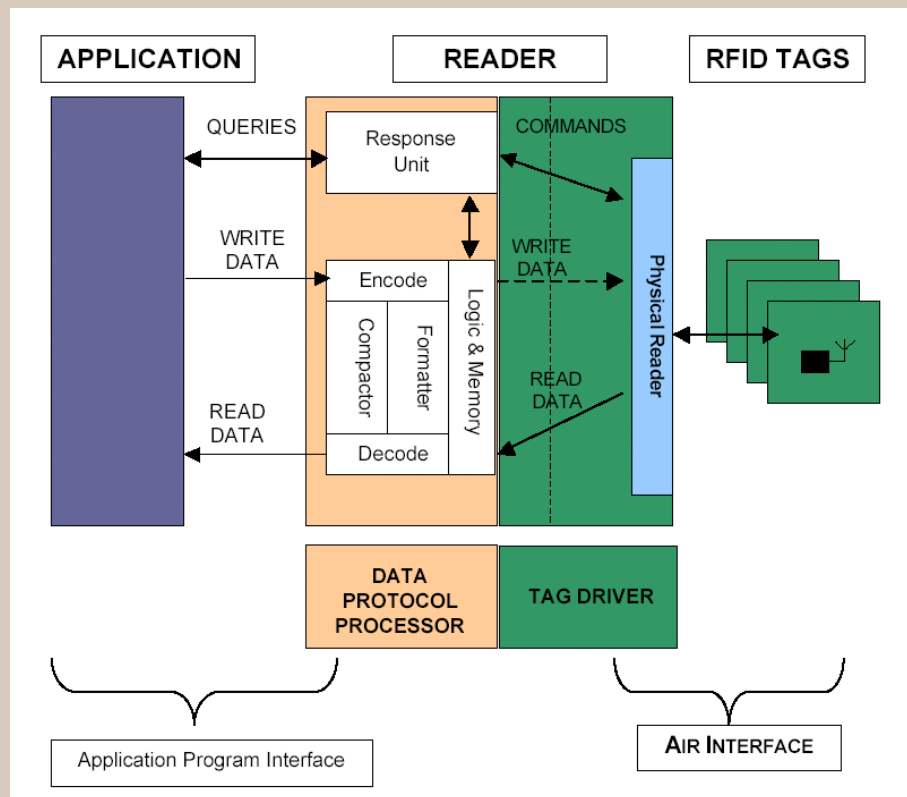 APPLICATION
READER
RFID TAGS
QUERIES
Response
Unit
COMMANDS
WRITE
DATA
Encode
Compactor
Formatter
Logic & Memory
WRITE
DATA
Physical Reader
READ
DATA
Decode
READ
DATA
DATA
PROTOCOL
PROCESSOR
TAG DRIVER
Application Program Interface
AIR INTERFACE